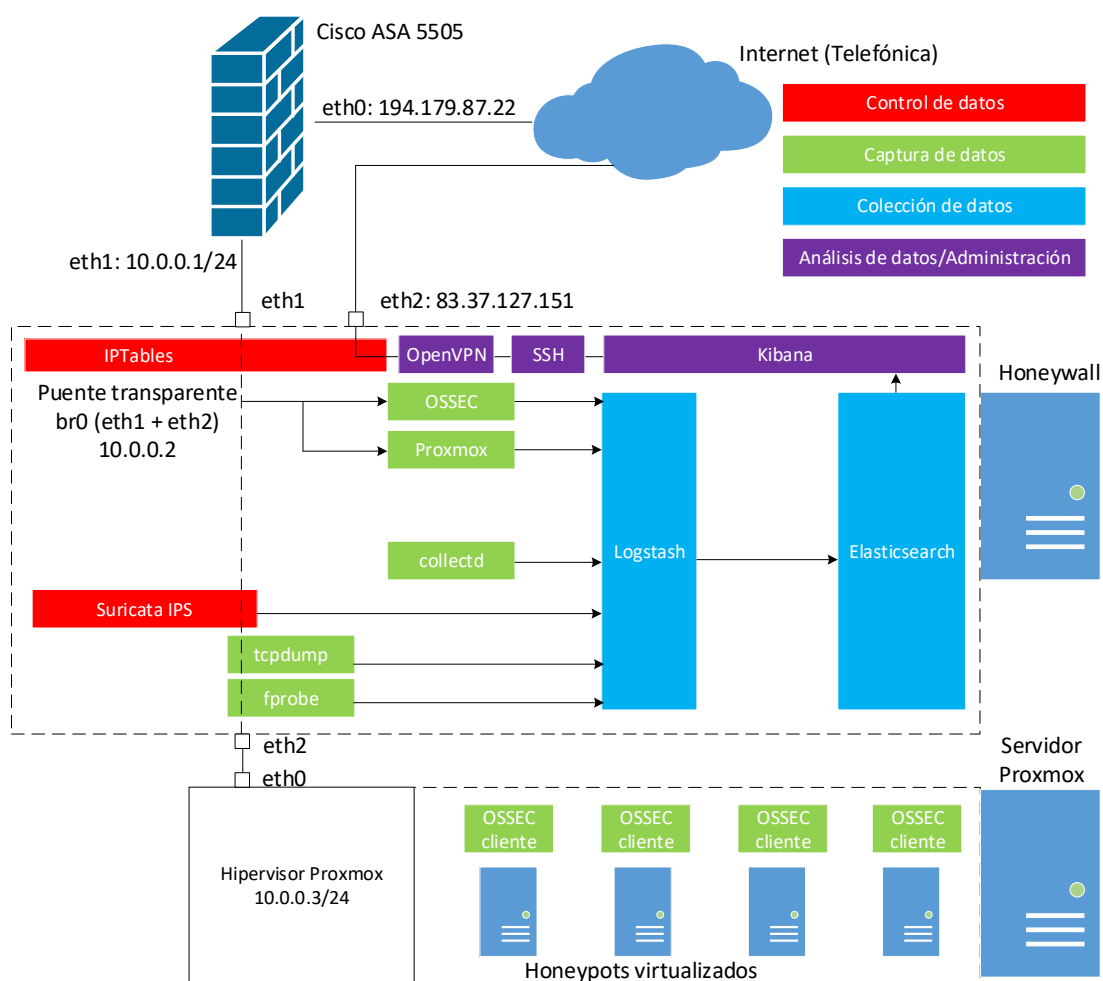 Cisco ASA 5505
Internet (Telefónica)
eth0: 194.179.87.22
Control de datos
Captura de datos
Colección de datos
Análisis de datos/Administración
eth1: 10.0.0.1/24
eth1
eth2: 83.37.127.151
IPTables
OpenVPN
SSH
Kibana
Honeywall
Puente transparente
br0 (eth1 + eth2)
10.0.0.2
OSSEC
Proxmox
collectd
Logstash
Elasticsearch
Suricata IPS
tcpdump
fprobe
eth2
eth0
Servidor
Proxmox
OSSEC
cliente
OSSEC
cliente
OSSEC
cliente
OSSEC
cliente
Hipervisor Proxmox
10.0.0.3/24
Honeypots virtualizados